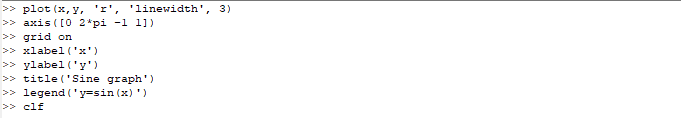 >> plot(x,y, 'r', 'linewidth', 3)
>> axis([0 2*pi -1 1])
>> grid on
>> xlabel('x')
>> ylabel('y')
>> title('Sine graph')
>> legend('y=sin(x)')
>> clf